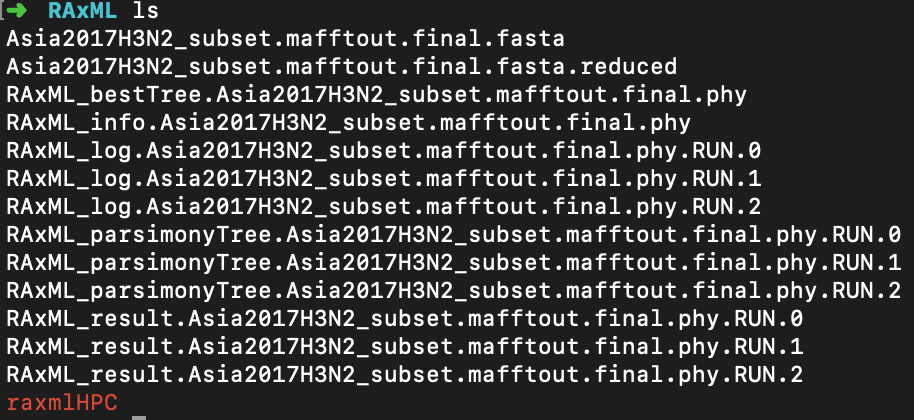 ➜ RAxML ls
Asia2017H3N2_subset.mafftout.final.fasta
Asia2017H3N2_subset.mafftout.final.fasta.reduced
RAxML_bestTree.Asia2017H3N2_subset.mafftout.final.phy
RAxML_info.Asia2017H3N2_subset.mafftout.final.phy
RAxML_log.Asia2017H3N2_subset.mafftout.final.phy.RUN.0
RAxML_log.Asia2017H3N2_subset.mafftout.final.phy.RUN.1
RAxML_log.Asia2017H3N2_subset.mafftout.final.phy.RUN.2
RAxML_parsimonyTree.Asia2017H3N2_subset.mafftout.final.phy.RUN.0
RAxML_parsimonyTree.Asia2017H3N2_subset.mafftout.final.phy.RUN.1
RAxML_parsimonyTree.Asia2017H3N2_subset.mafftout.final.phy.RUN.2
RAxML_result.Asia2017H3N2_subset.mafftout.final.phy.RUN.0
RAxML_result.Asia2017H3N2_subset.mafftout.final.phy.RUN.1
RAxML_result.Asia2017H3N2_subset.mafftout.final.phy.RUN.2
raxmlHPC